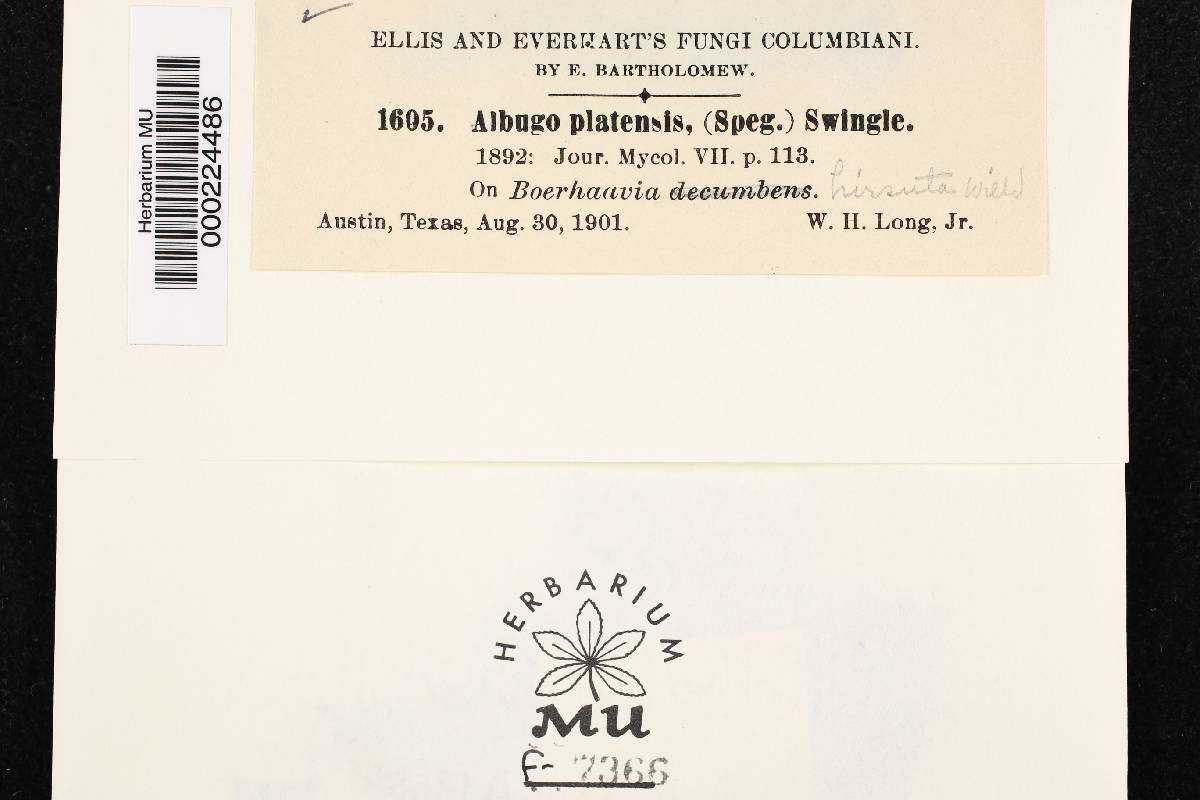 Herbarium MU
000224486
ELLIS AND EVERHART'S FUNGI COLUMBIANI.
BY E. BARTHOLOMEW.
1605. Albugo platensis, (Speg.) Swingle.
1892: Jour. Mycol. VII. p. 113.
On Boerhaavia decumbens. hirsuta Willd
Austin, Texas, Aug. 30, 1901. W. H. Long, Jr.
HERBARIUM
MU
F- 7366